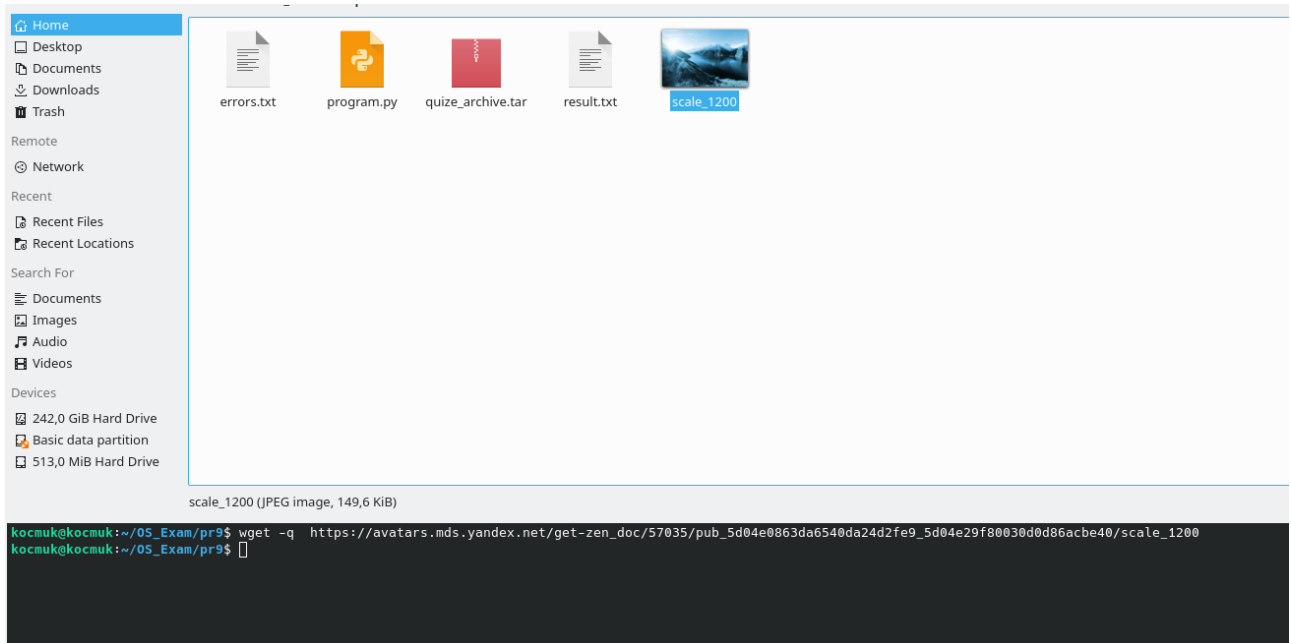 Home
Desktop
Documents
Downloads
Trash
Remote
Network
Recent
Recent Files
Recent Locations
Search For
Documents
Images
Audio
Videos
Devices
242,0 GiB Hard Drive
Basic data partition
513,0 MiB Hard Drive
errors.txt program.py quize_archive.tar result.txt scale_1200
scale_1200 (JPEG image, 149,6 KiB)
kocmuk@kocmuk:~/OS_Exam/pr9$ wget -q  https://avatars.mds.yandex.net/get-zen_doc/57035/pub_5d04e0863da6540da24d2fe9_5d04e29f80030d0d86acbe40/scale_1200
kocmuk@kocmuk:~/OS_Exam/pr9$